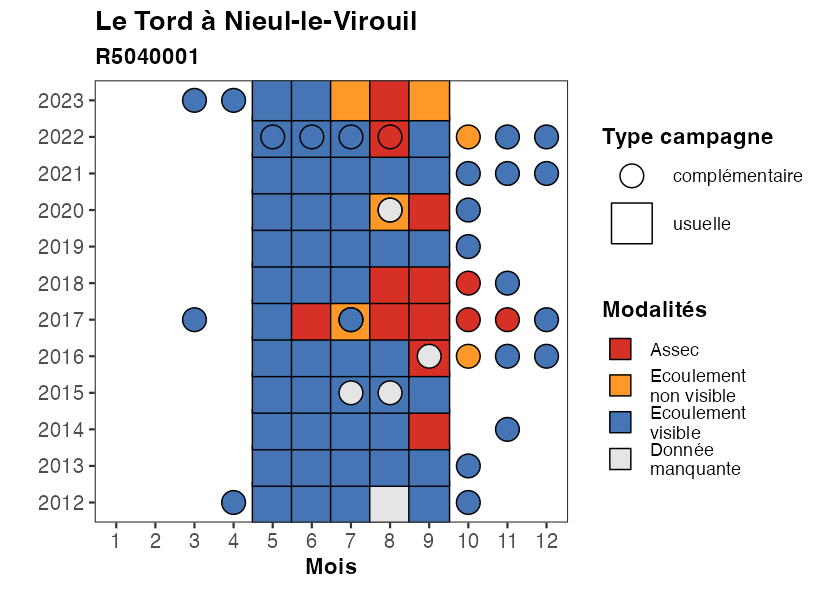 Le Tord à Nieul-le-Virouil
R5040001
2023
2022
2021
2020
2019
2018
2017
2016
2015
2014
2013
2012
1 2 3 4 5 6 7 8 9 10 11 12
Mois
Type campagne
complémentaire
usuelle
Modalités
Assec
Ecoulement
non visible
Ecoulement
visible
Donnée
manquante